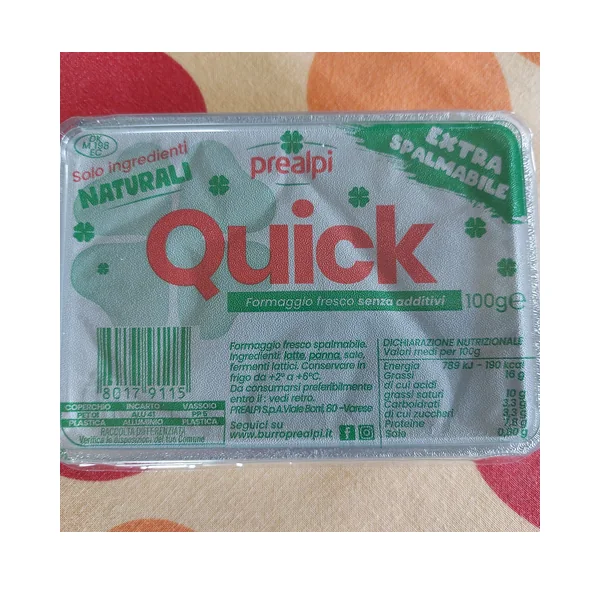 DK
M 198
EC
Solo ingredienti
NATURALI
prealpi
EXTRA
SPALMABILE
Quick
Formaggio fresco senza additivi
100g e
8017 9115
COPERCHIO INCARTO VASSOIO
PET 01 ALU 41 PP 5
PLASTICA ALLUMINIO PLASTICA
RACCOLTA DIFFERENZIATA
Verifica le disposizioni del tuo Comune
Formaggio fresco spalmabile.
Ingredienti: latte, panna, sale,
fermenti lattici. Conservare in
frigo da +2° a +6°C.
Da consumarsi preferibilmente
entro il: vedi retro.
PREALPI S.p.A. Viale Borri, 80 - Varese
Seguici su
www.burroprealpi.it
DICHIARAZIONE NUTRIZIONALE
Valori medi per 100g
Energia 789 KJ - 190 kcal
Grassi 16 g
di cui acidi
grassi saturi 10 g
Carboidrati 3,3 g
di cui zuccheri 3,3 g
Proteine 7,8 g
Sale 0,80 g